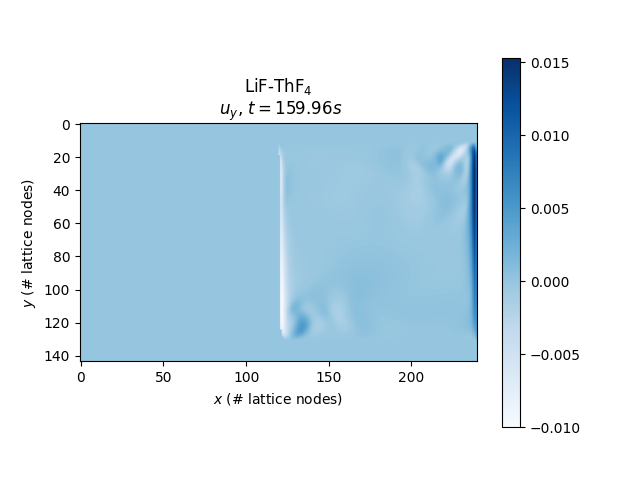 LiF-ThF₄
u_y, t = 159.96s
0
20
40
60
80
100
120
140
y (# lattice nodes)
0 50 100 150 200
x (# lattice nodes)
0.015
0.010
0.005
0.000
−0.005
−0.010